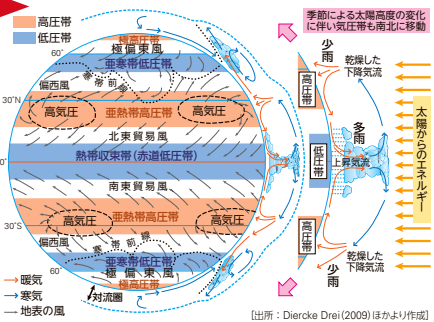 高圧帯
低圧帯
季節による太陽高度の変化
に伴い気圧帯も南北に移動
極高圧帯
極偏東風
60°
亜寒帯低圧帯
寒帯前線
偏西風
30°N
高気圧
亜熱帯高圧帯
高気圧
北東貿易風
0°
熱帯収束帯(赤道低圧帯)
南東貿易風
30°S
高気圧
亜熱帯高圧帯
高気圧
偏西風
寒帯前線
亜寒帯低圧帯
60°
極偏東風
極高圧帯
対流圏
少雨
乾燥した
下降気流
高圧帯
多雨
低圧帯
上昇気流
高圧帯
乾燥した
下降気流
少雨
太陽からのエネルギー
暖気
寒気
地表の風
[出所:Diercke Drei(2009)ほかより作成]